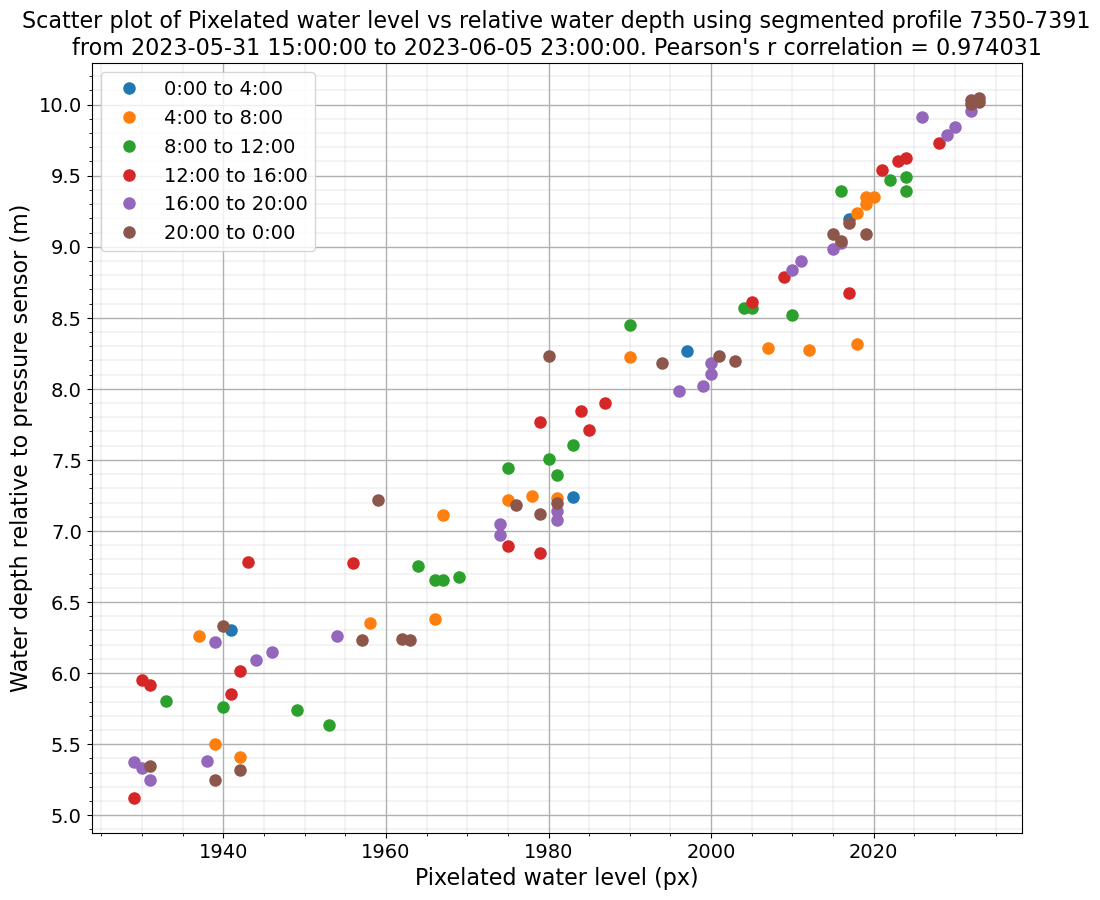 Scatter plot of Pixelated water level vs relative water depth using segmented profile 7350-7391
from 2023-05-31 15:00:00 to 2023-06-05 23:00:00. Pearson's r correlation = 0.974031
0:00 to 4:00
4:00 to 8:00
8:00 to 12:00
12:00 to 16:00
16:00 to 20:00
20:00 to 0:00
Water depth relative to pressure sensor (m)
10.0
9.5
9.0
8.5
8.0
7.5
7.0
6.5
6.0
5.5
5.0
1940 1960 1980 2000 2020
Pixelated water level (px)